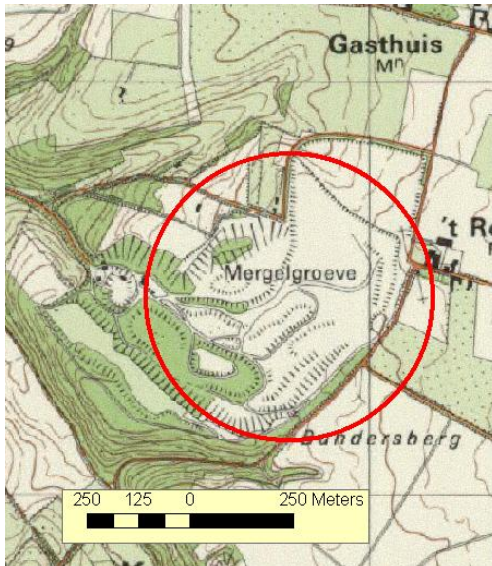 Gasthuis
Mⁿ
't R
Mergelgroeve
Dundersberg
250 125 0 250 Meters